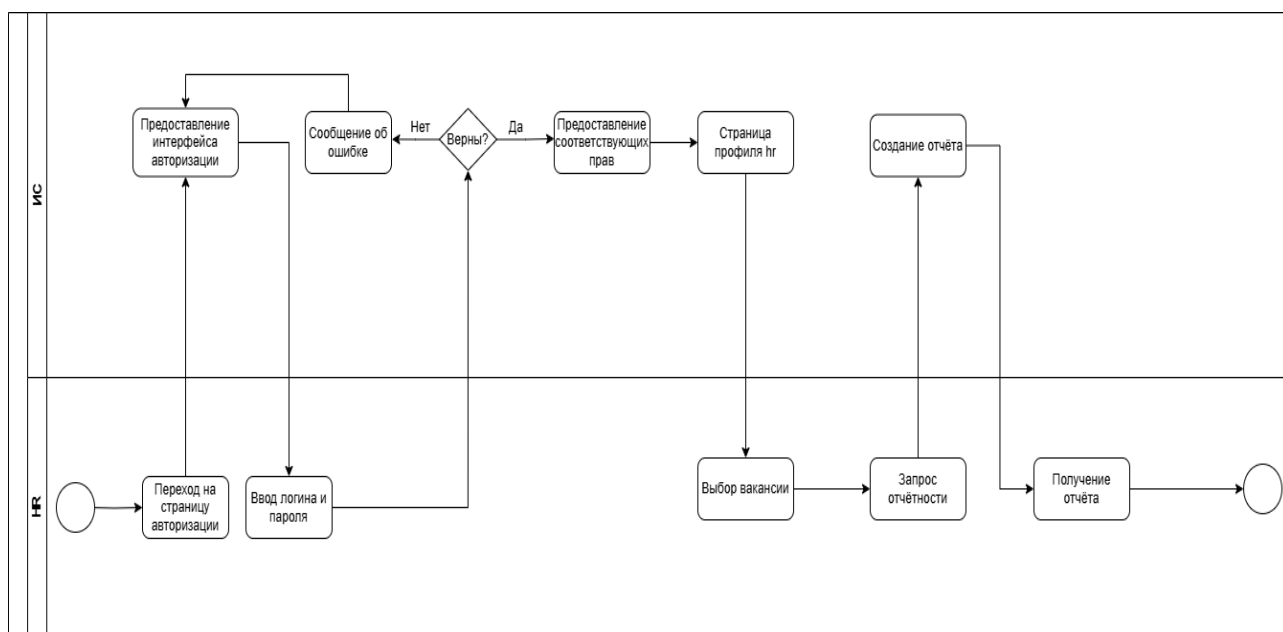 ИС
Предоставление
интерфейса
авторизации
Сообщение об
ошибке
Нет
Верны?
Да
Предоставление
соответствующих
прав
Страница
профиля hr
Создание отчёта
HR
Переход на
страницу
авторизации
Ввод логина и
пароля
Выбор вакансии
Запрос
отчётности
Получение
отчёта